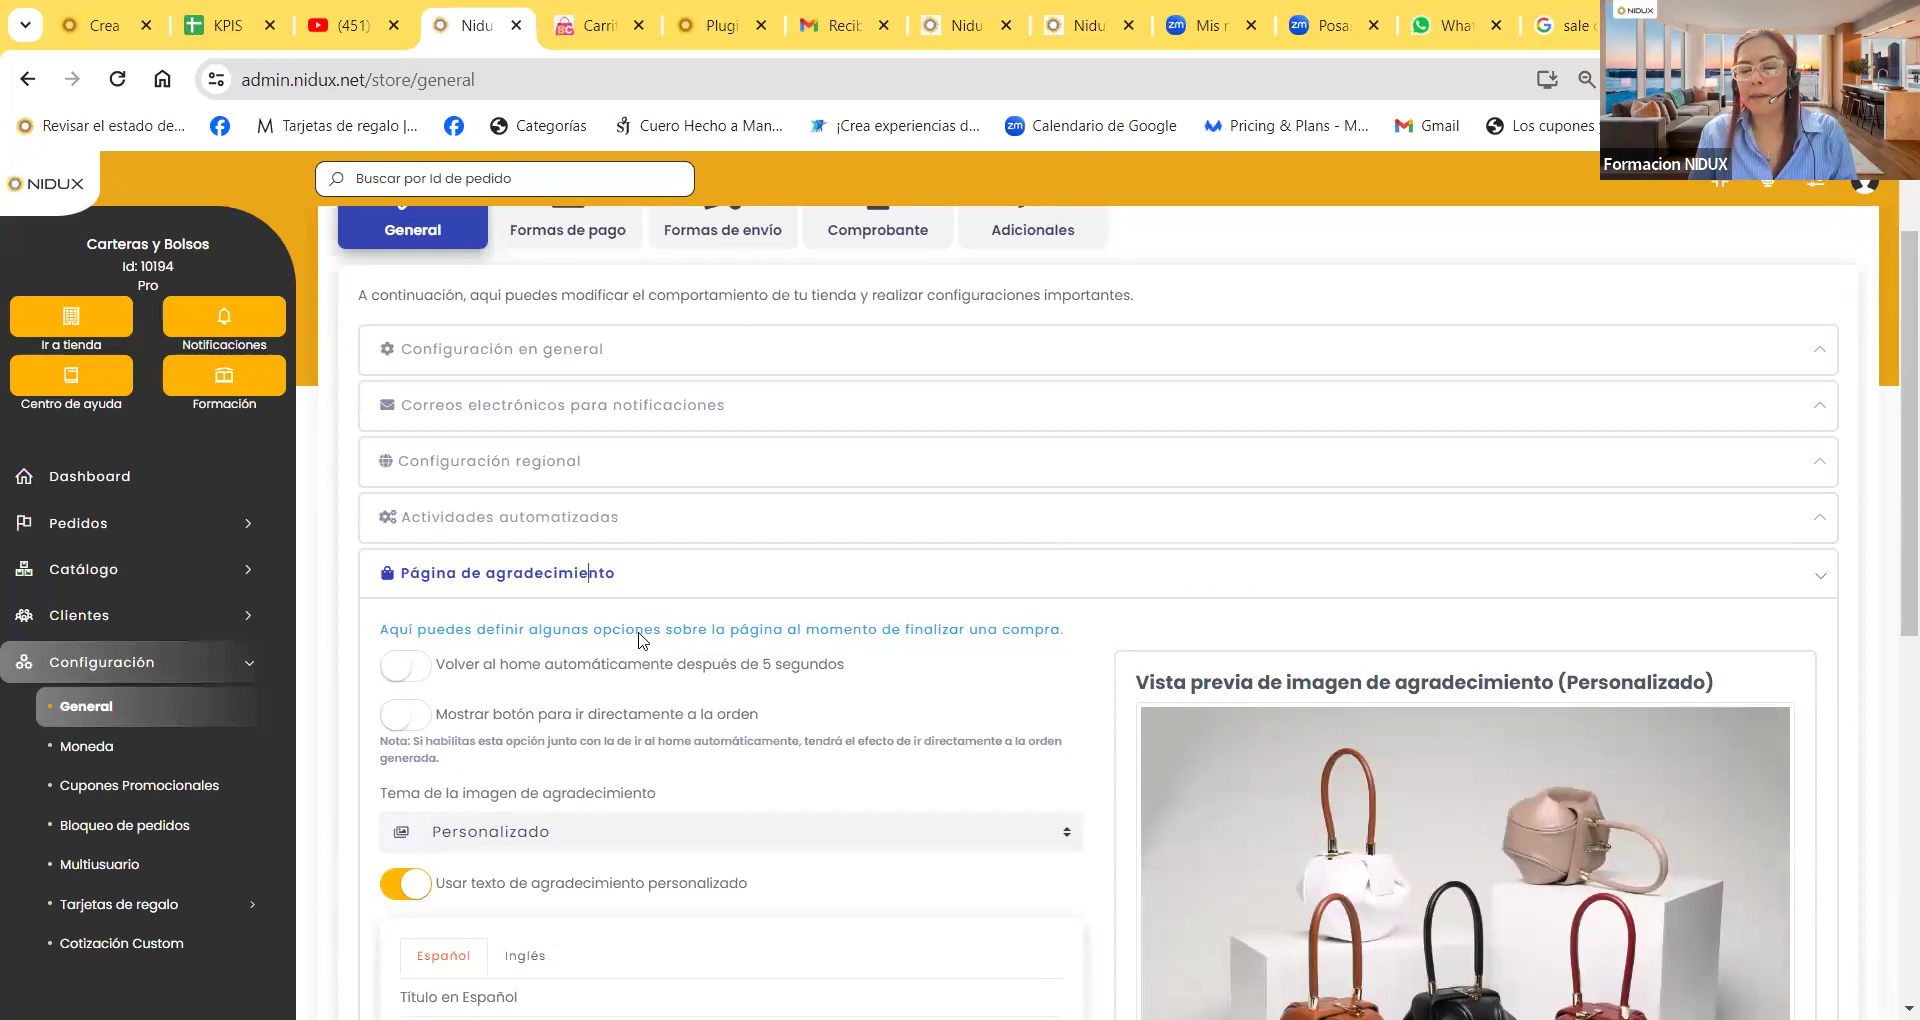 Crea
KPIS
(451)
Nidu
Carrit
Plugi
Recib
Nidu
Nidu
Mis r
Posa
What
sale
admin.nidux.net/store/general
Revisar el estado de...
Tarjetas de regalo |...
Categorías
Cuero Hecho a Man...
¡Crea experiencias d...
Calendario de Google
Pricing & Plans - M...
Gmail
Los cupones
NIDUX
Formacion NIDUX
NIDUX
Buscar por Id de pedido
Carteras y Bolsos
Id: 10194
Pro
Ir a tienda
Notificaciones
Centro de ayuda
Formación
Dashboard
Pedidos
Catálogo
Clientes
Configuración
General
Moneda
Cupones Promocionales
Bloqueo de pedidos
Multiusuario
Tarjetas de regalo
Cotización Custom
General
Formas de pago
Formas de envío
Comprobante
Adicionales
A continuación, aquí puedes modificar el comportamiento de tu tienda y realizar configuraciones importantes.
Configuración en general
Correos electrónicos para notificaciones
Configuración regional
Actividades automatizadas
Página de agradecimiento
Aquí puedes definir algunas opciones sobre la página al momento de finalizar una compra.
Volver al home automáticamente después de 5 segundos
Mostrar botón para ir directamente a la orden
Nota: Si habilitas esta opción junto con la de ir al home automáticamente, tendrá el efecto de ir directamente a la orden
generada.
Tema de la imagen de agradecimiento
Personalizado
Usar texto de agradecimiento personalizado
Español
Inglés
Título en Español
Vista previa de imagen de agradecimiento (Personalizado)